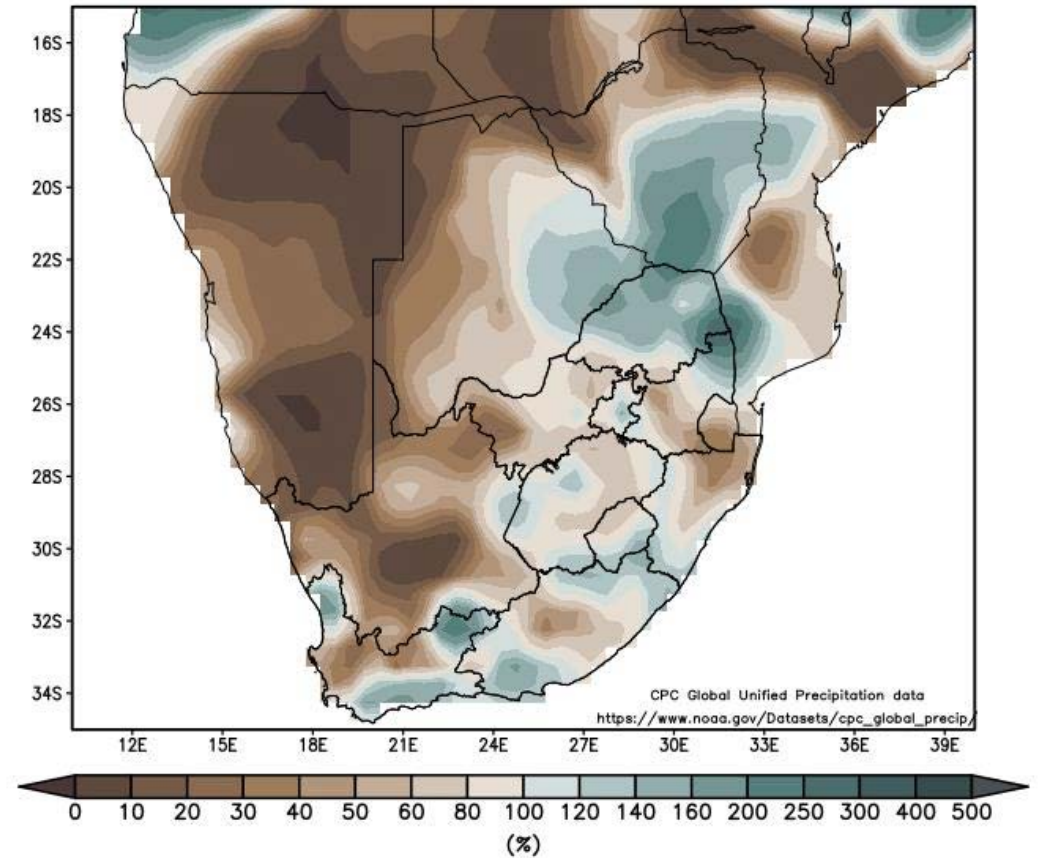 16S
18S
20S
22S
24S
26S
28S
30S
32S
34S
CPC Global Unified Precipitation data
https://www.noaa.gov/Datasets/cpc_global_precip/
12E 15E 18E 21E 24E 27E 30E 33E 36E 39E
0 10 20 30 40 50 60 80 100 120 140 160 200 250 300 400 500
(%)